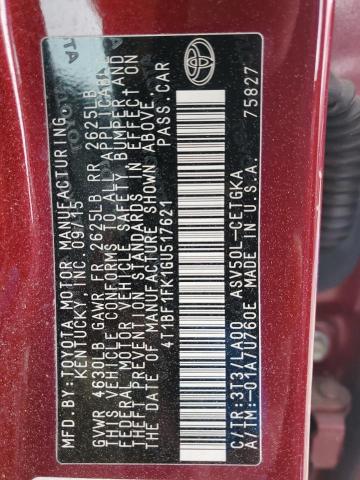 MFD.BY:TOYOTA MOTOR MANUFACTURING,
KENTUCKY, INC. 09/15
GVWR 4630LB GAWR FR 2625LB RR 2625LB
THIS VEHICLE CONFORMS TO ALL APPLICABLE
FEDERAL MOTOR VEHICLE SAFETY, BUMPER AND
THEFT PREVENTION STANDARDS IN EFFECT ON
THE DATE OF MANUFACTURE SHOWN ABOVE.
4T1BF1FK1GU517621 PASS.CAR
C/TR:3T3/LA00 ASV50L-CETGKA
A/TM:-01A/U760E MADE IN U.S.A.
75827